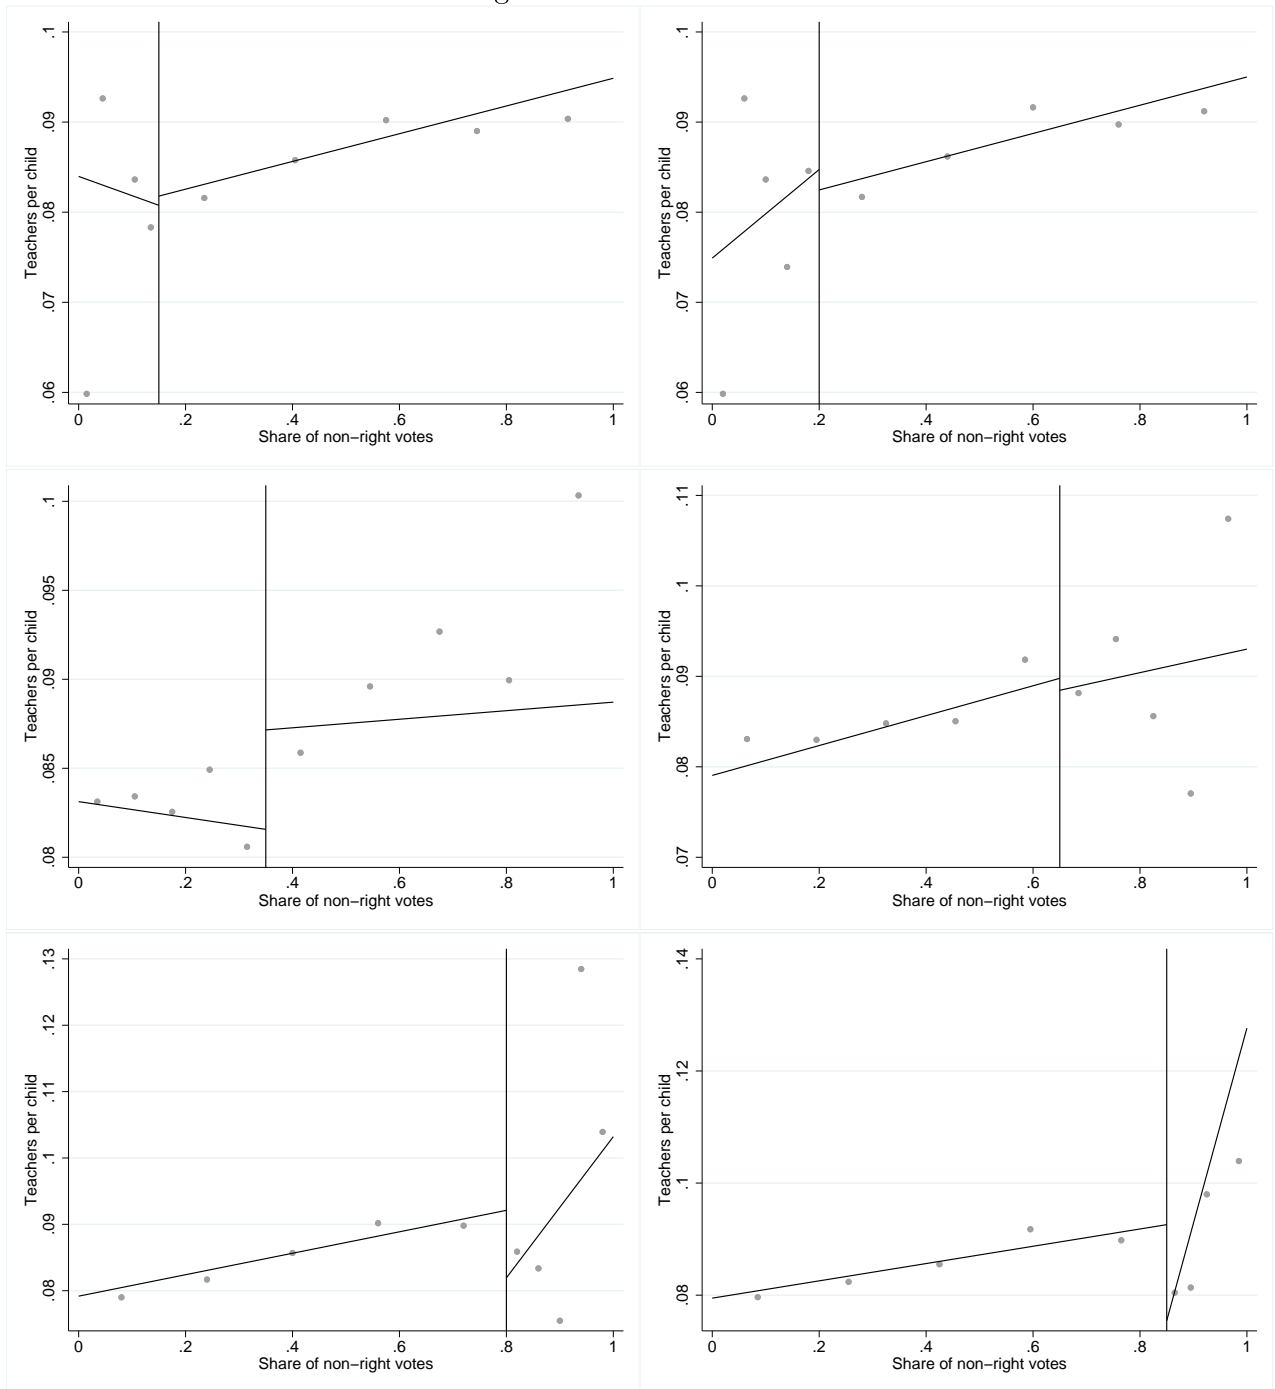 .1
.09
.08
.07
.06
Teachers per child
0 .2 .4 .6 .8 1
Share of non−right votes
.1
.09
.08
.07
.06
Teachers per child
0 .2 .4 .6 .8 1
Share of non−right votes
.1
.095
.09
.085
.08
Teachers per child
0 .2 .4 .6 .8 1
Share of non−right votes
.11
.1
.09
.08
.07
Teachers per child
0 .2 .4 .6 .8 1
Share of non−right votes
.13
.12
.11
.1
.09
.08
Teachers per child
0 .2 .4 .6 .8 1
Share of non−right votes
.14
.12
.1
.08
Teachers per child
0 .2 .4 .6 .8 1
Share of non−right votes